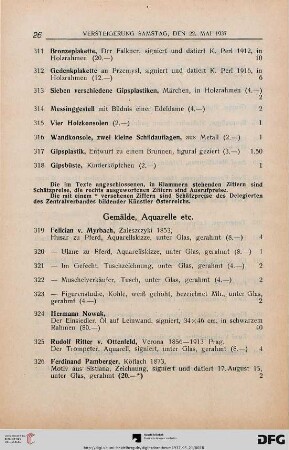 26 VERSTEIGERUNG SAMSTAG, DEN 29. MAI 1937
311 Bronzeplakette, Der Falkner, signiert und datiert K. Perl 1912, in
Holzrahmen (20.—) 10
312 Gedenkplakette an Przemysl, signiert und datiert K. Perl 1915, in
Holzrahmen (12.—) 6
313 Sieben verschiedene Gipsplastiken, Märchen, in Holzrahmen (4.—)
2
314 Messinggestell mit Bildnis einer Edeldame (4.—) 2
315 Vier Holzkonsolen (2.—) 1
316 Wandkonsole, zwei kleine Schildauflagen, aus Metall (2.—) 1
317 Gipsplastik, Entwurf zu einem Brunnen, figural geziert (3.—) 1.50
318 Gipsbüste, (2.—) 1
Die im Texte angeschlossenen, in Klammern stehenden Ziffern sind
Schätzpreise, die rechts ausgeworfenen Ziffern sind Ausrufpreise.
Die mit einem * versehenen Ziffern sind Schätzpreise des Delegierten
des Zentralverbandes bildender Künstler Österreichs.
Gemälde, Aquarelle etc.
319 Felician v. Myrbach, Zaleszczyki 1853,
Husar zu Pferd, Aquarellskizze, unter Glas, gerahmt (8.—) 4
320 — Ulane zu Pferd, Aquarellskizze, unter Glas, gerahmt (8.—)
4
321 — Im Gefecht, Tuschzeichnung, unter Glas, gerahmt (4.—)
2
322 — Muschelverkäufer, Tusch, unter Glas, gerahmt (4.—)
2
323 — Figurenstudie, Kohle, weiß gehöht, bezeichnet Mb., unter Glas,
gerahmt (4.—) 2
324 Hermann Nowak,
Der Einsiedler, Öl auf Leinwand, signiert, 34×46 cm, in schwarzem
Rahmen (80.—) 40
325 Rudolf Ritter v. Ottenfeld, Verona 1856—1913 Prag,
Der Trompeter, Aquarell, signiert, unter Glas, gerahmt (8.—) 4
326 Ferdinand Pamberger, Köflach 1873,
Motiv aus Sistiana, Zeichnung, signiert und datiert 17. August 15,
unter Glas, gerahmt (20.—*) 2
DFG